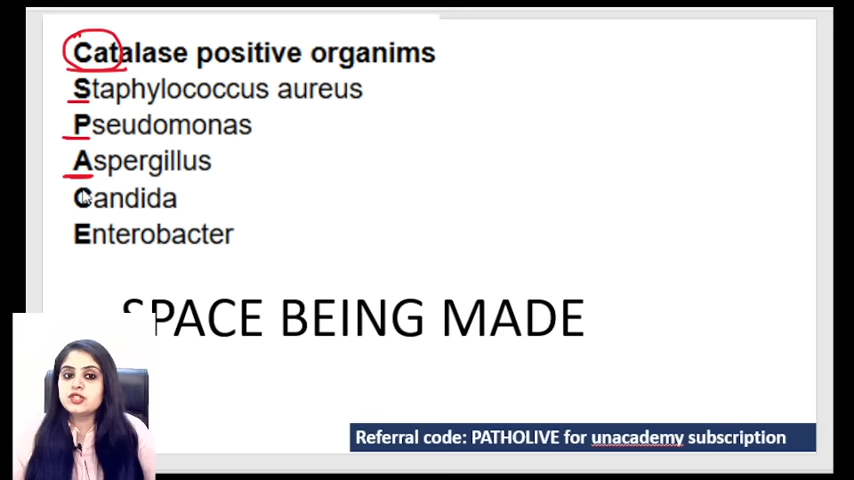 Catalase positive organims
Staphylococcus aureus
Pseudomonas
Aspergillus
Candida
Enterobacter
SPACE BEING MADE
Referral code: PATHOLIVE for unacademy subscription